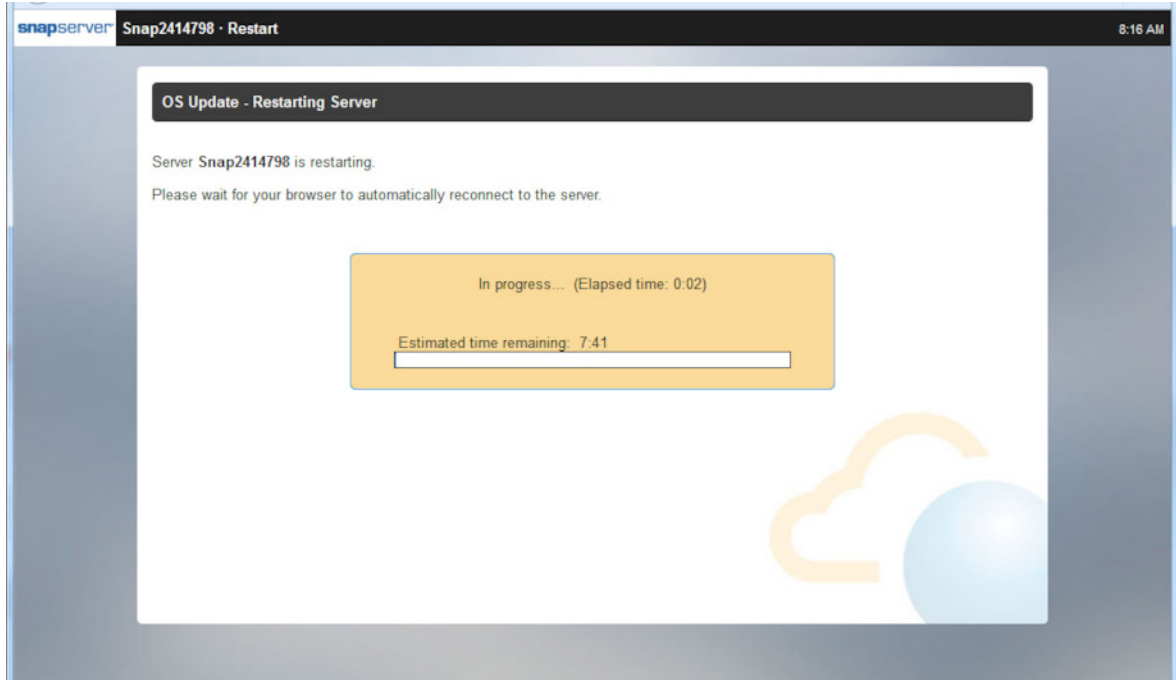 snapserver Snap2414798 · Restart 8:16 AM
OS Update - Restarting Server
Server Snap2414798 is restarting.
Please wait for your browser to automatically reconnect to the server.
In progress... (Elapsed time: 0:02)
Estimated time remaining: 7:41